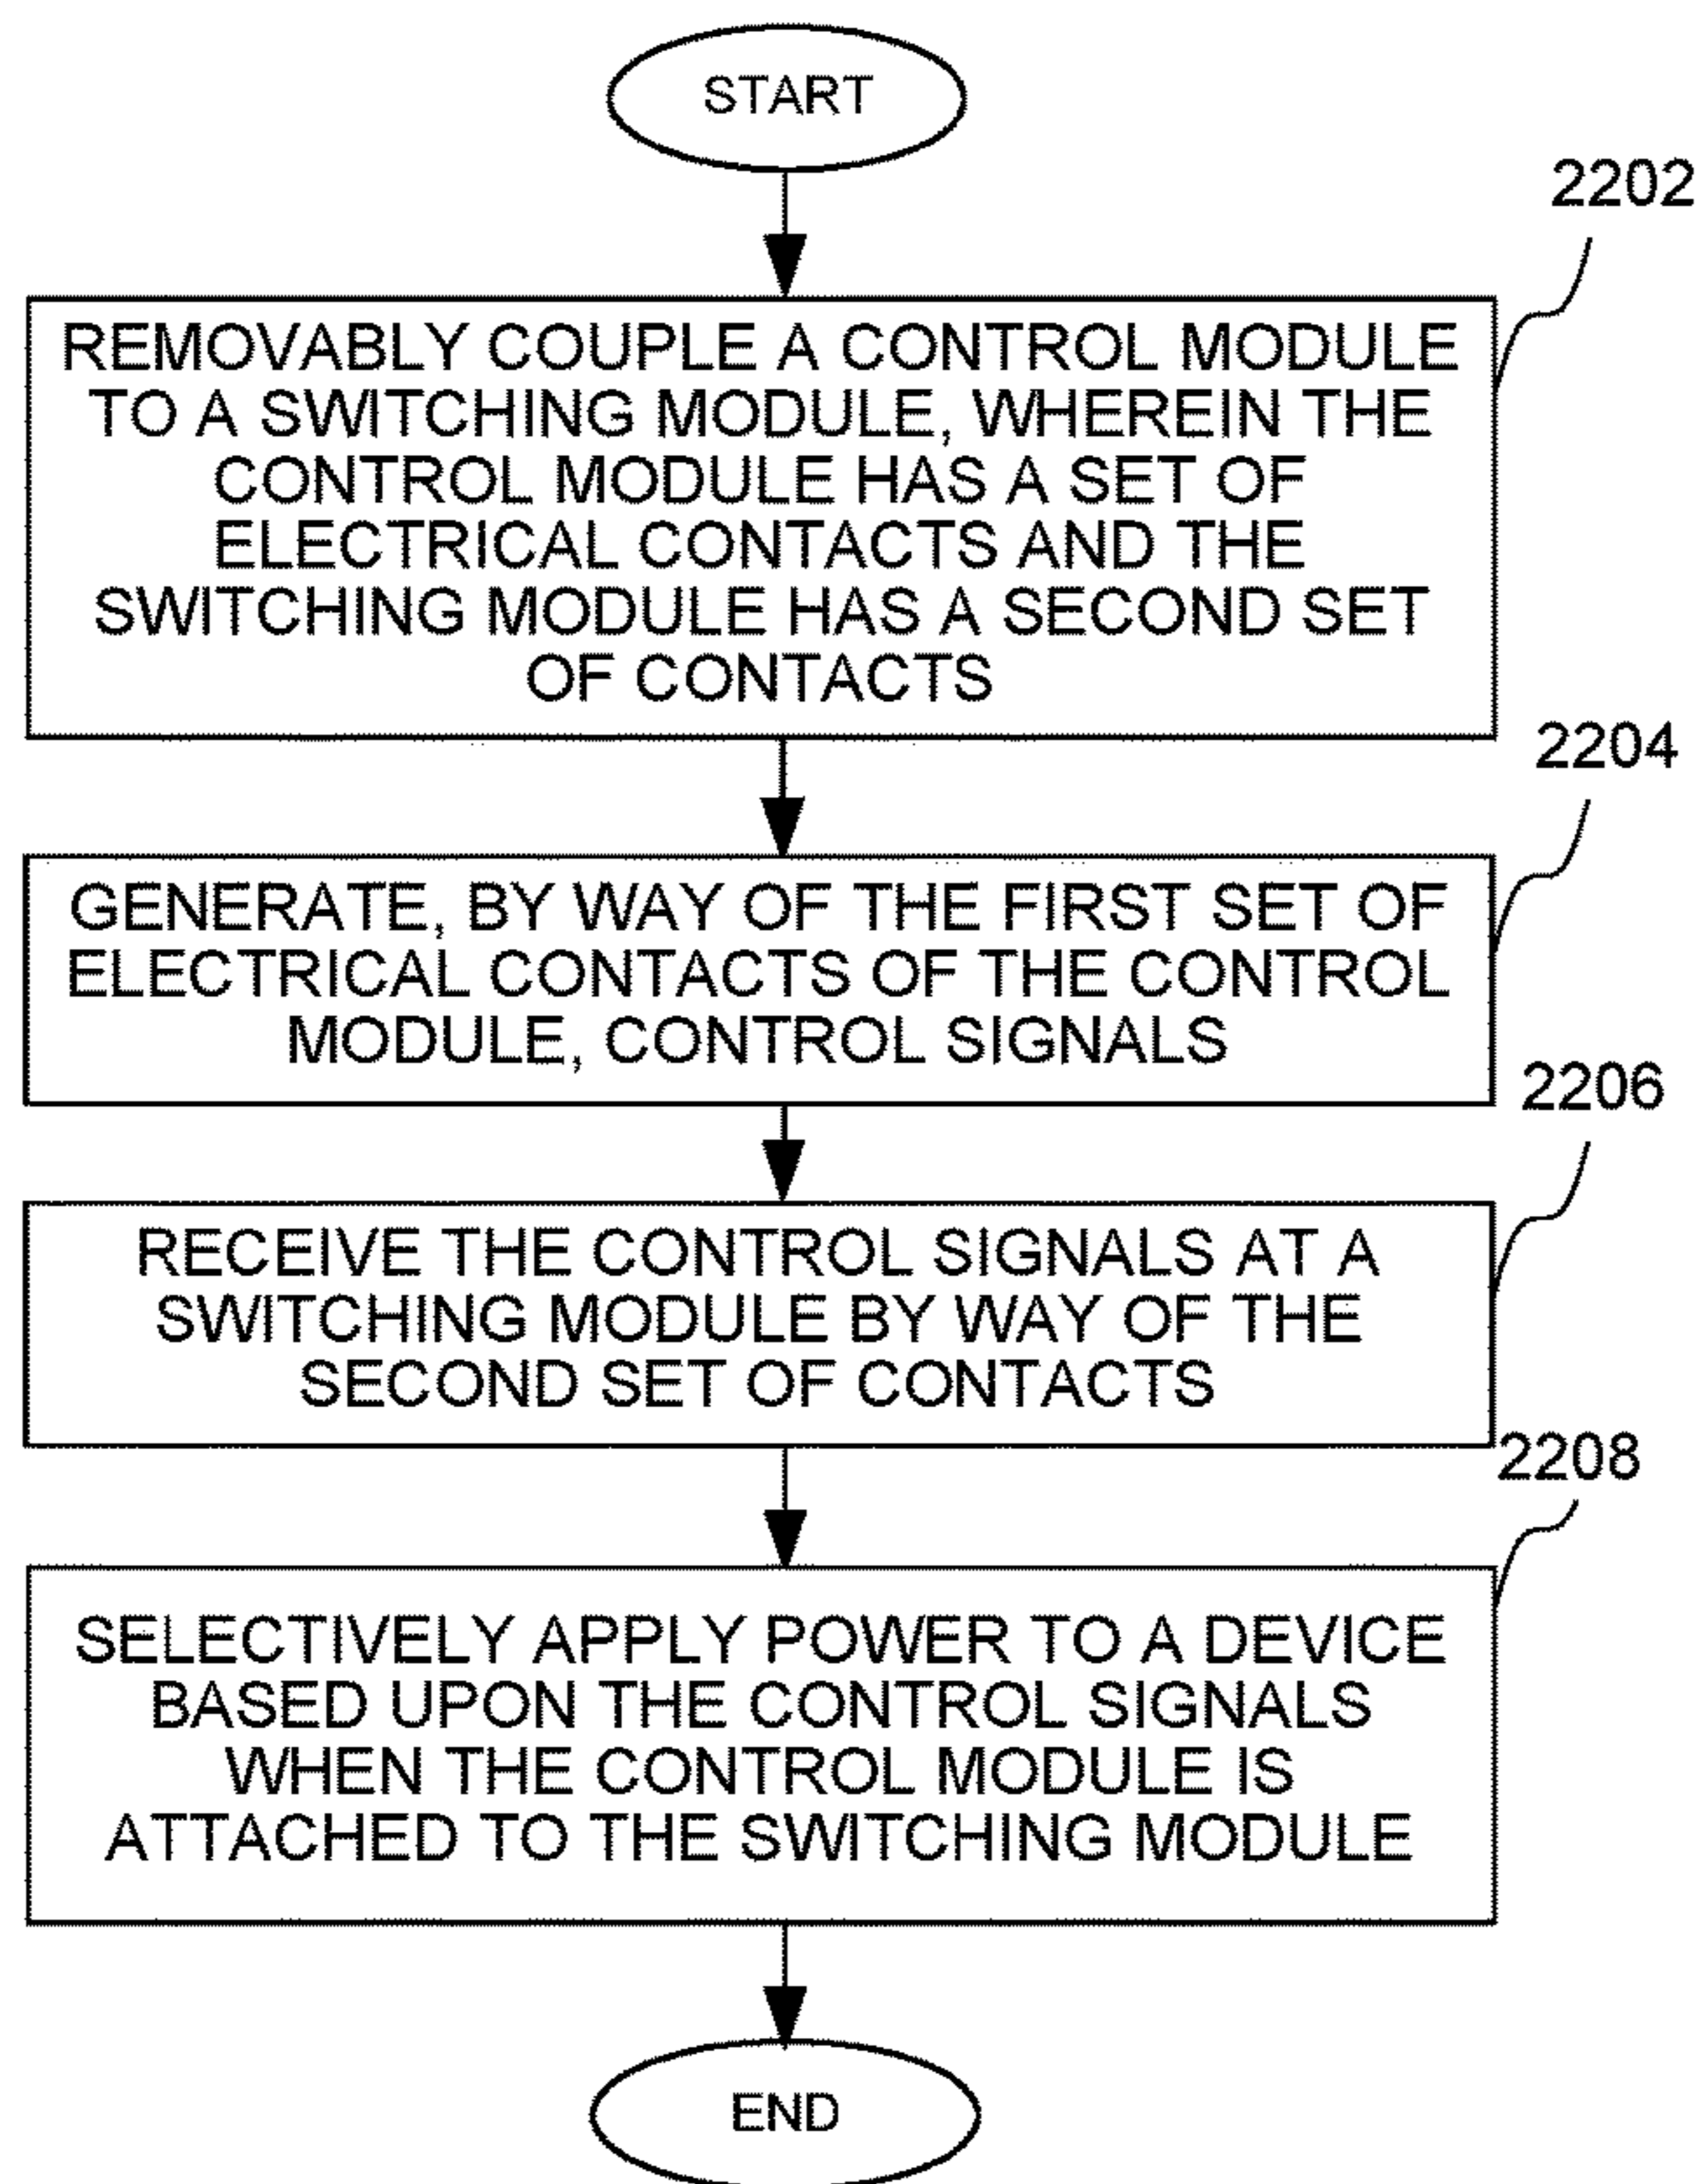 START
2202
REMOVABLY COUPLE A CONTROL MODULE
TO A SWITCHING MODULE, WHEREIN THE
CONTROL MODULE HAS A SET OF
ELECTRICAL CONTACTS AND THE
SWITCHING MODULE HAS A SECOND SET
OF CONTACTS
2204
GENERATE, BY WAY OF THE FIRST SET OF
ELECTRICAL CONTACTS OF THE CONTROL
MODULE, CONTROL SIGNALS
2206
RECEIVE THE CONTROL SIGNALS AT A
SWITCHING MODULE BY WAY OF THE
SECOND SET OF CONTACTS
2208
SELECTIVELY APPLY POWER TO A DEVICE
BASED UPON THE CONTROL SIGNALS
WHEN THE CONTROL MODULE IS
ATTACHED TO THE SWITCHING MODULE
END